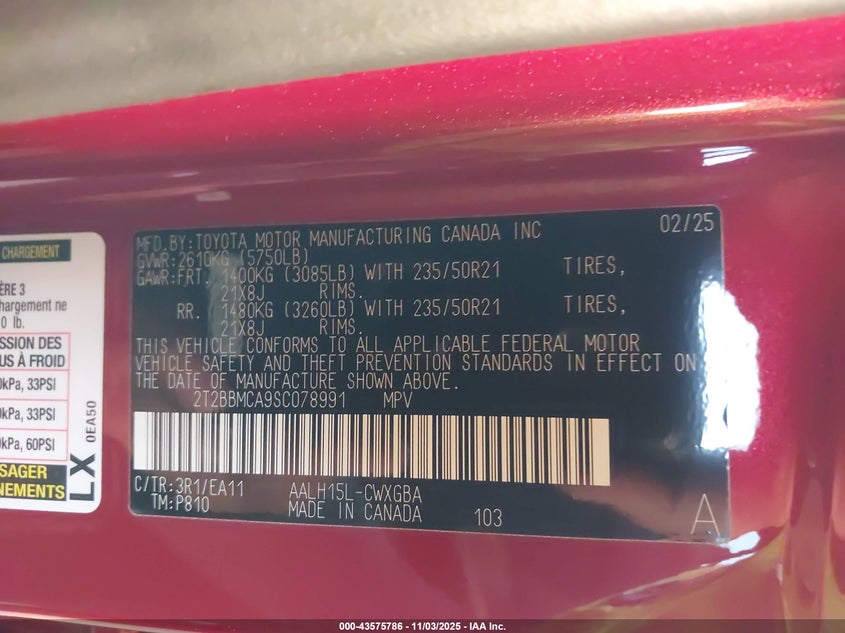 CHARGEMENT
ÈRE 3
hargement ne
0 lb.
SSION DES
US À FROID
0kPa, 33PSI
0kPa, 33PSI
0kPa, 60PSI
SAGER
NEMENTS
LX 0EA50
MFD.BY:TOYOTA MOTOR MANUFACTURING CANADA INC 02/25
GVWR:2610KG (5750LB)
GAWR:FRT. 1400KG (3085LB) WITH 235/50R21 TIRES,
21X8J RIMS.
RR. 1480KG (3260LB) WITH 235/50R21 TIRES,
21X8J RIMS.
THIS VEHICLE CONFORMS TO ALL APPLICABLE FEDERAL MOTOR
VEHICLE SAFETY AND THEFT PREVENTION STANDARDS IN EFFECT ON
THE DATE OF MANUFACTURE SHOWN ABOVE.
2T2BBMCA9SC078991 MPV
C/TR:3R1/EA11 AALH15L-CWXGBA
TM:P810 MADE IN CANADA 103 A
000-43575786 - 11/03/2025 - IAA Inc.